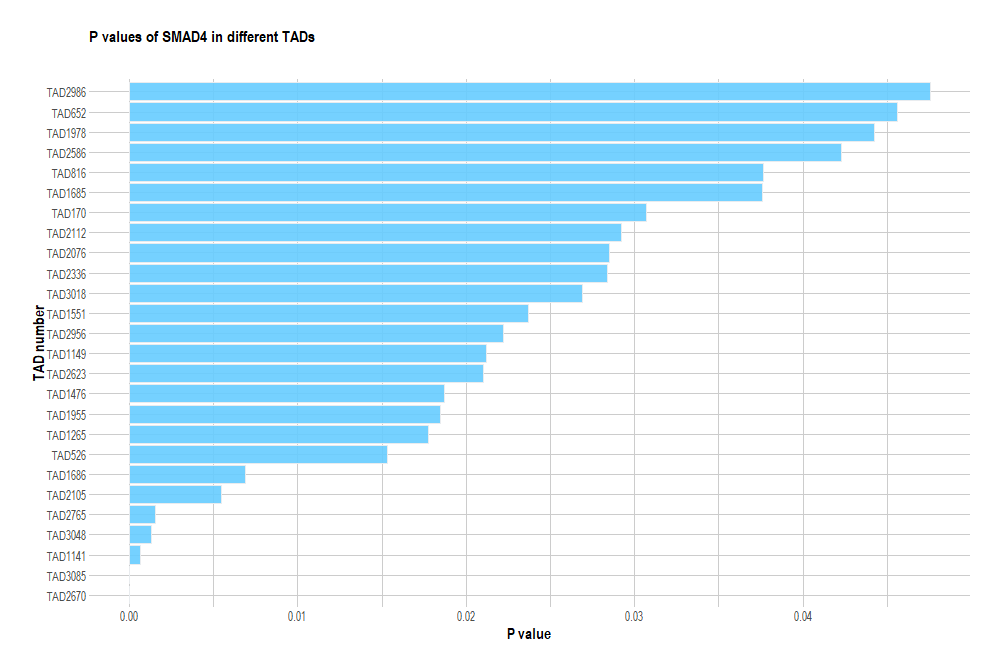 P values of SMAD4 in different TADs
TAD2986
TAD652
TAD1978
TAD2586
TAD816
TAD1685
TAD170
TAD2112
TAD2076
TAD2336
TAD3018
TAD1551
TAD2956
TAD1149
TAD2623
TAD1476
TAD1955
TAD1265
TAD526
TAD1686
TAD2105
TAD2765
TAD3048
TAD1141
TAD3085
TAD2670
TAD number
0.00 0.01 0.02 0.03 0.04
P value